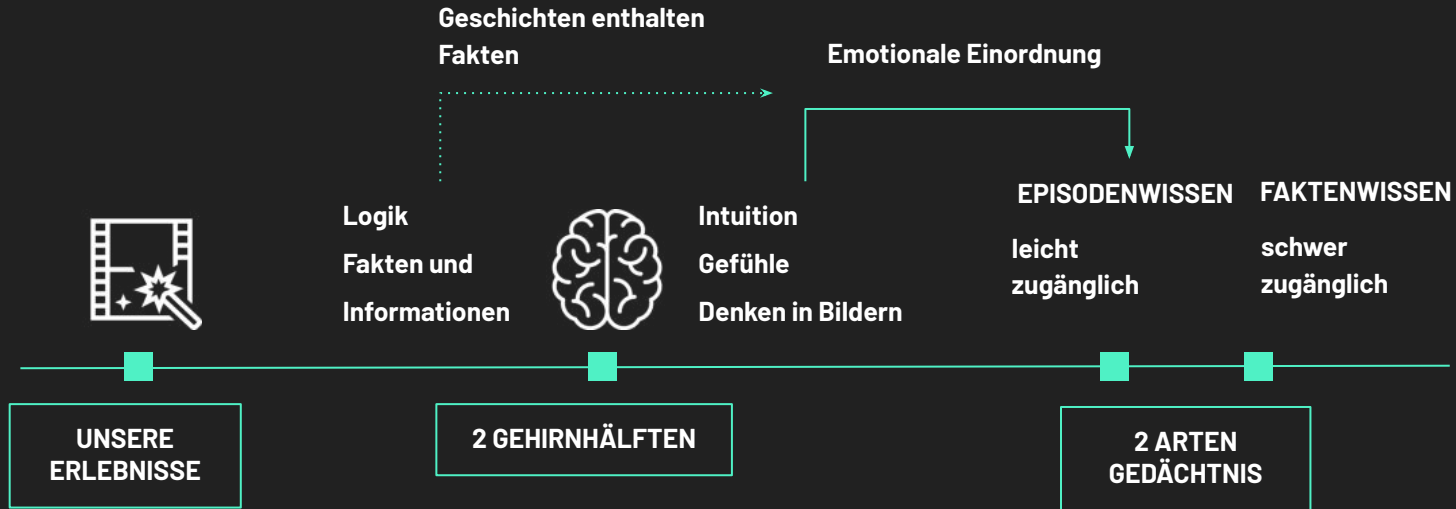 Geschichten enthalten
Fakten
Emotionale Einordnung
Logik
Fakten und
Informationen
Intuition
Gefühle
Denken in Bildern
EPISODENWISSEN
leicht
zugänglich
FAKTENWISSEN
schwer
zugänglich
UNSERE
ERLEBNISSE
2 GEHIRNHÄLFTEN
2 ARTEN
GEDÄCHTNIS